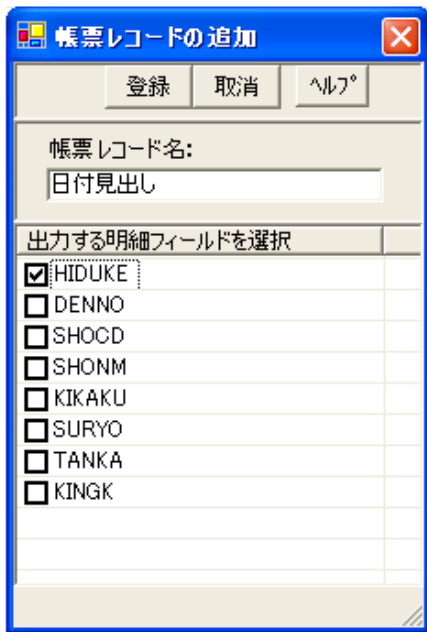 帳票レコードの追加
登録 取消 ヘルプ
帳票レコード名:
日付見出し
出力する明細フィールドを選択
HIDUKE
DENNO
SHOCD
SHONM
KIKAKU
SURYO
TANKA
KINGK